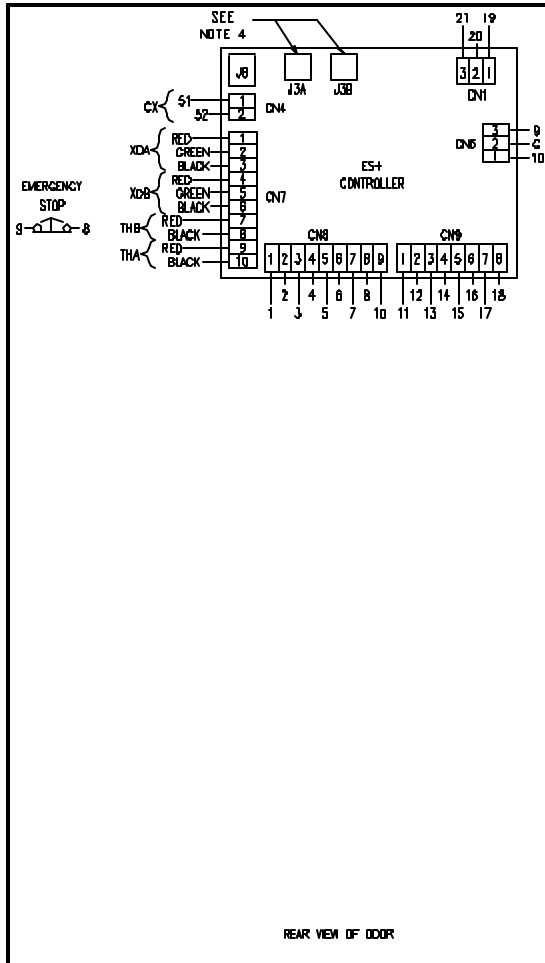 SEE
NOTE 4
21 20 19
J8 J3A J3B
3 2 1
CN1
CX 51 1 CN4
52 2
CN6
3 9
2 G
1 10
XDA RED 1
GREEN 2
BLACK 3
XDB RED 4
GREEN 5
BLACK 6
CN7
THB RED 7
BLACK 8
THA RED 9
BLACK 10
ES+
CONTROLLER
EMERGENCY
STOP
9 8
CN8 CN9
1 2 3 4 5 6 7 8 9 1 2 3 4 5 6 7 8
2 4 6 8 12 14 16 18
1 3 5 7 10 11 13 15 17
REAR VIEW OF DOOR